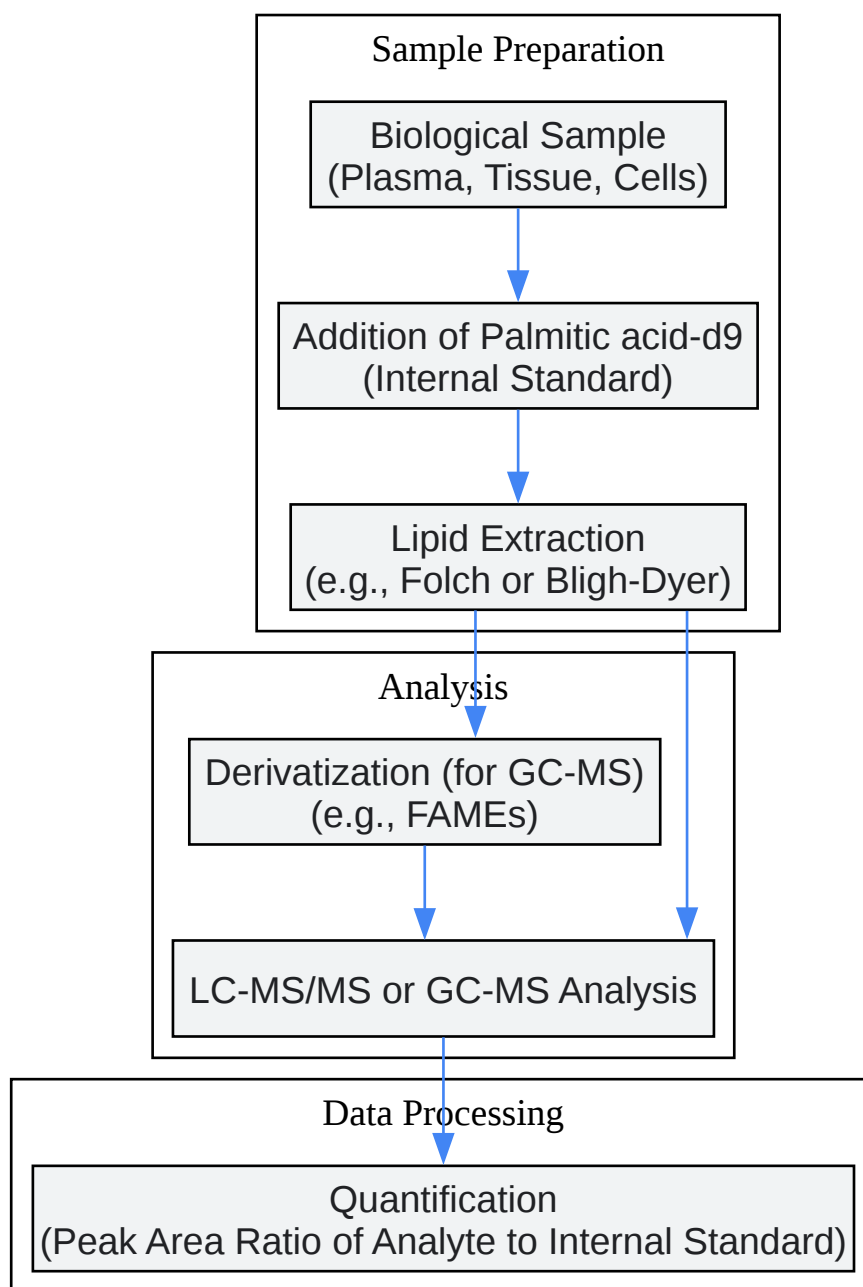 Sample Preparation
Biological Sample
(Plasma, Tissue, Cells)
Addition of Palmitic acid-d9
(Internal Standard)
Lipid Extraction
(e.g., Folch or Bligh-Dyer)
Analysis
Derivatization (for GC-MS)
(e.g., FAMEs)
LC-MS/MS or GC-MS Analysis
Data Processing
Quantification
(Peak Area Ratio of Analyte to Internal Standard)